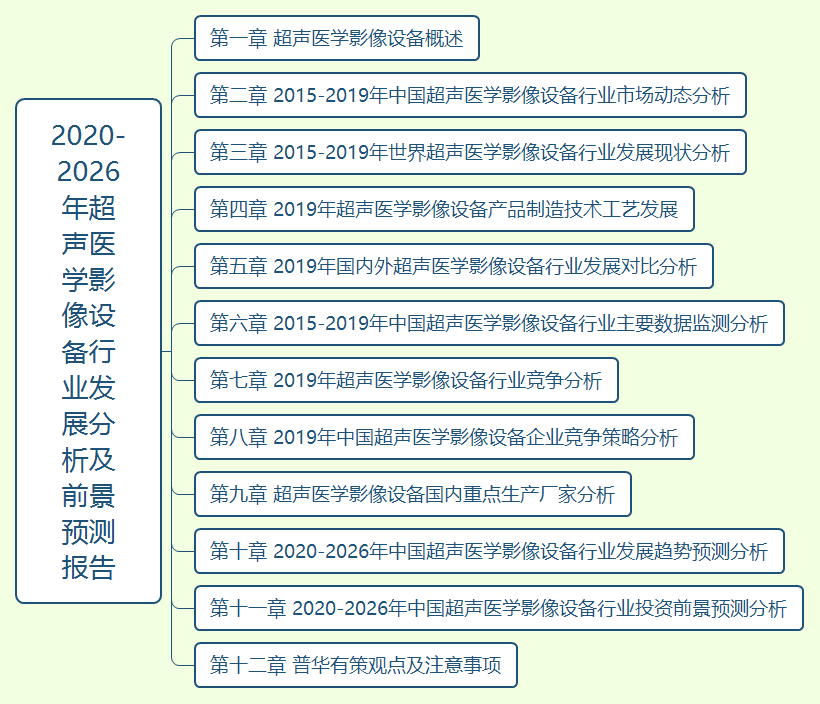 2020-
2026
年超
声医
学影
像设
备行
业发
展分
析及
前景
预测
报告
第一章 超声医学影像设备概述
第二章 2015-2019年中国超声医学影像设备行业市场动态分析
第三章 2015-2019年世界超声医学影像设备行业发展现状分析
第四章 2019年超声医学影像设备产品制造技术工艺发展
第五章 2019年国内外超声医学影像设备行业发展对比分析
第六章 2015-2019年中国超声医学影像设备行业主要数据监测分析
第七章 2019年超声医学影像设备行业竞争分析
第八章 2019年中国超声医学影像设备企业竞争策略分析
第九章 超声医学影像设备国内重点生产厂家分析
第十章 2020-2026年中国超声医学影像设备行业发展趋势预测分析
第十一章 2020-2026年中国超声医学影像设备行业投资前景预测分析
第十二章 普华有策观点及注意事项